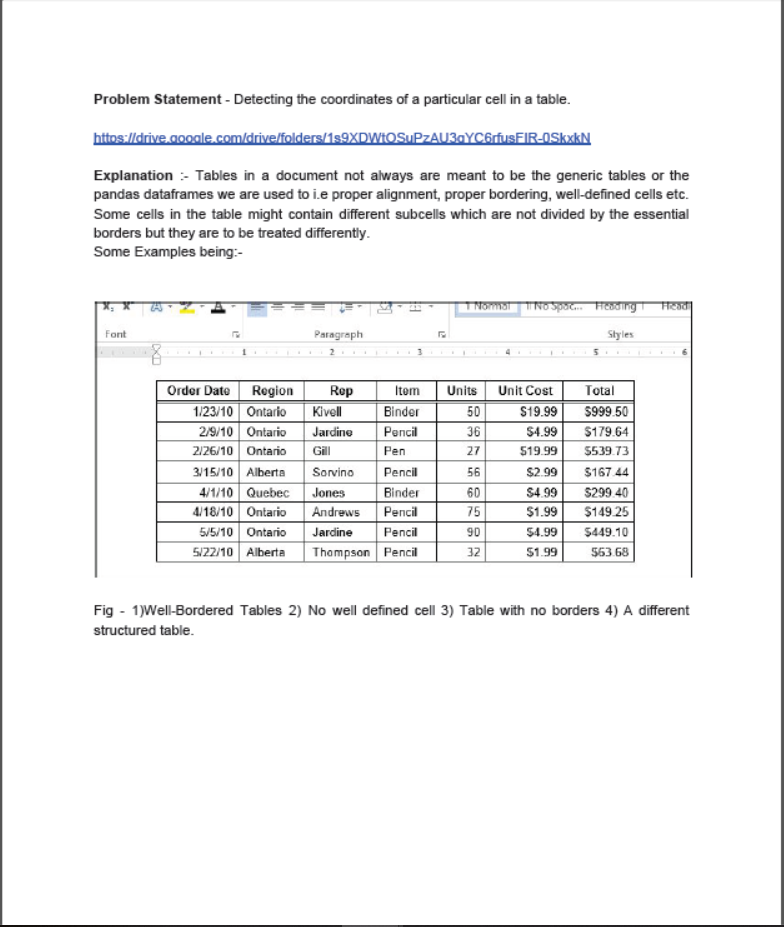 Problem Statement - Detecting the coordinates of a particular cell in a table.
https://drive.google.com/drive/folders/1s9XDWtOSuPzAU3gYC6rfusFIR-0SkxkN
Explanation :- Tables in a document not always are meant to be the generic tables or the
pandas dataframes we are used to i.e proper alignment, proper bordering, well-defined cells etc.
Some cells in the table might contain different subcells which are not divided by the essential
borders but they are to be treated differently.
Some Examples being:-
1 Normal 1 No Spac... Heading 1 Headi
Font Paragraph Styles
1 2 3 4 5 6
Order Date Region Rep Item Units Unit Cost Total
1/23/10 Ontario Kivell Binder 50 $19.99 $999.50
2/9/10 Ontario Jardine Pencil 36 $4.99 $179.64
2/26/10 Ontario Gill Pen 27 $19.99 $539.73
3/15/10 Alberta Sorvino Pencil 56 $2.99 $167.44
4/1/10 Quebec Jones Binder 60 $4.99 $299.40
4/18/10 Ontario Andrews Pencil 75 $1.99 $149.25
5/5/10 Ontario Jardine Pencil 90 $4.99 $449.10
5/22/10 Alberta Thompson Pencil 32 $1.99 $63.68
Fig - 1)Well-Bordered Tables 2) No well defined cell 3) Table with no borders 4) A different
structured table.